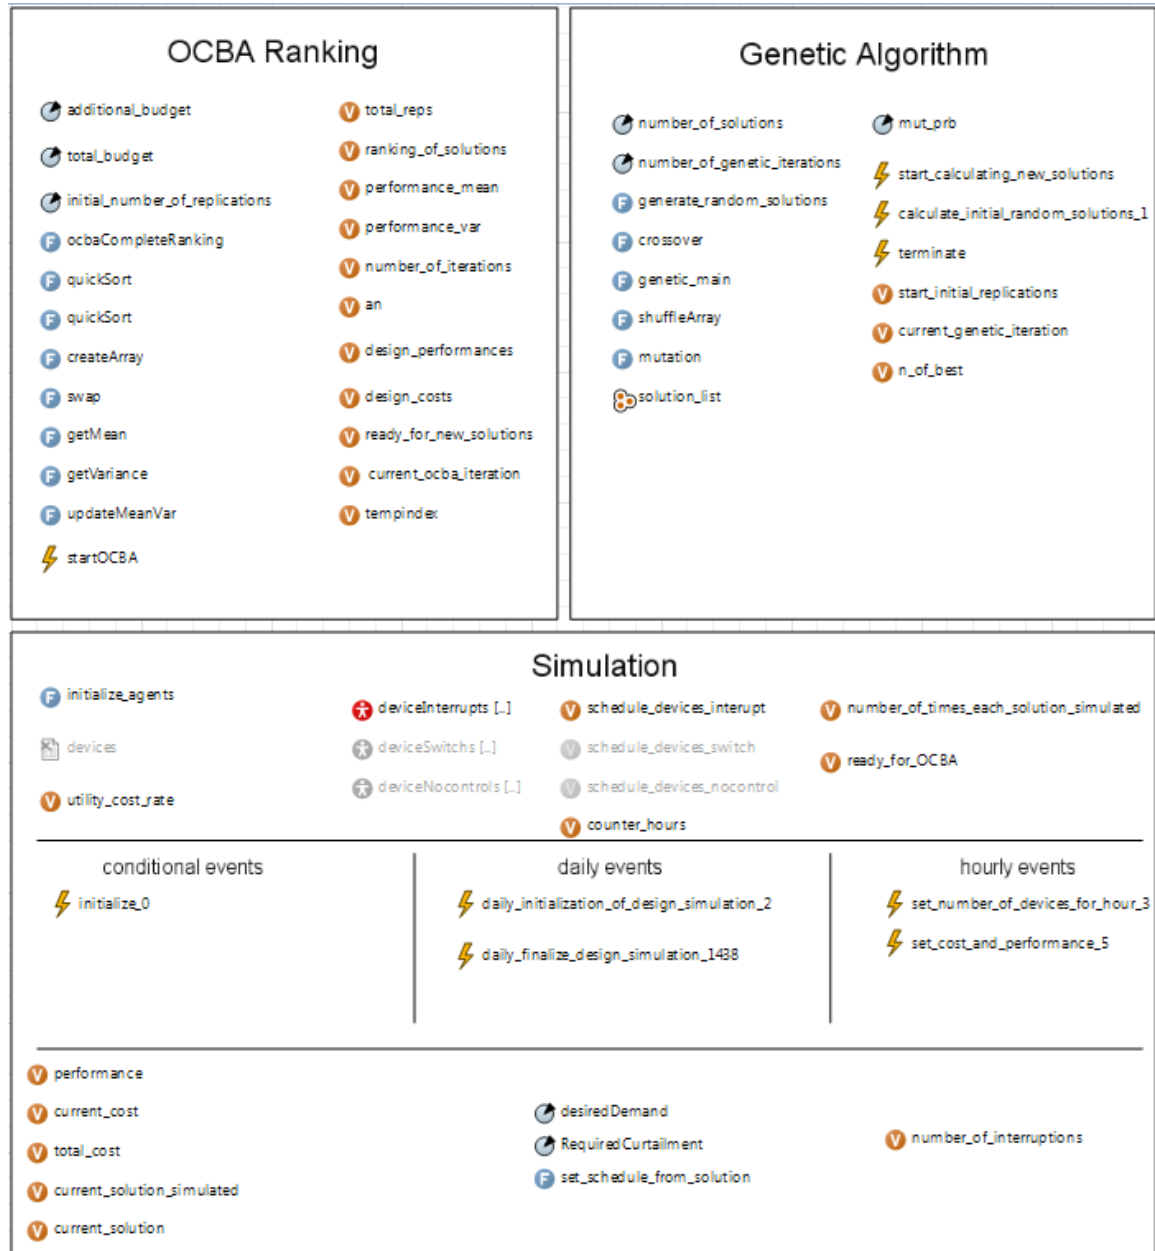 OCBA Ranking
additional_budget
total_budget
initial_number_of_replications
ocbaCompleteRanking
quickSort
quickSort
createArray
swap
getMean
getVariance
updateMeanVar
startOCBA
total_reps
ranking_of_solutions
performance_mean
performance_var
number_of_iterations
an
design_performances
design_costs
ready_for_new_solutions
current_ocba_iteration
tempindex
Genetic Algorithm
number_of_solutions
number_of_genetic_iterations
generate_random_solutions
crossover
genetic_main
shuffleArray
mutation
solution_list
mut_prb
start_calculating_new_solutions
calculate_initial_random_solutions_1
terminate
start_initial_replications
current_genetic_iteration
n_of_best
Simulation
initialize_agents
devices
utility_cost_rate
deviceInterrupts [..]
deviceSwitchs [..]
deviceNocontrols [..]
schedule_devices_interupt
schedule_devices_switch
schedule_devices_nocontrol
counter_hours
number_of_times_each_solution_simulated
ready_for_OCBA
conditional events
initialize_0
daily events
daily_initialization_of_design_simulation_2
daily_finalize_design_simulation_1438
hourly events
set_number_of_devices_for_hour_3
set_cost_and_performance_5
performance
current_cost
total_cost
current_solution_simulated
current_solution
desiredDemand
RequiredCurtailment
set_schedule_from_solution
number_of_interruptions